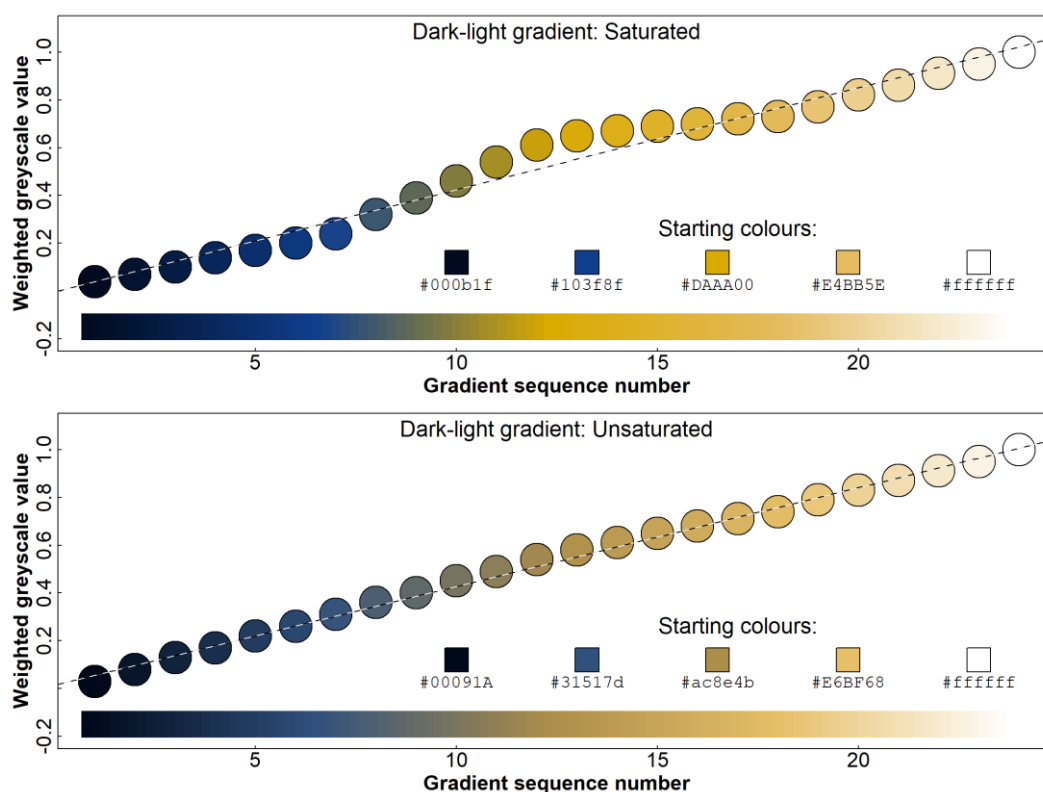 Dark-light gradient: Saturated
Weighted greyscale value
1.0
0.8
0.6
0.4
0.2
-0.2
Starting colours:
#000b1f #103f8f #DAAA00 #E4BB5E #ffffff
5 10 15 20
Gradient sequence number
Dark-light gradient: Unsaturated
Weighted greyscale value
1.0
0.8
0.6
0.4
0.2
-0.2
Starting colours:
#00091A #31517d #ac8e4b #E6BF68 #ffffff
5 10 15 20
Gradient sequence number